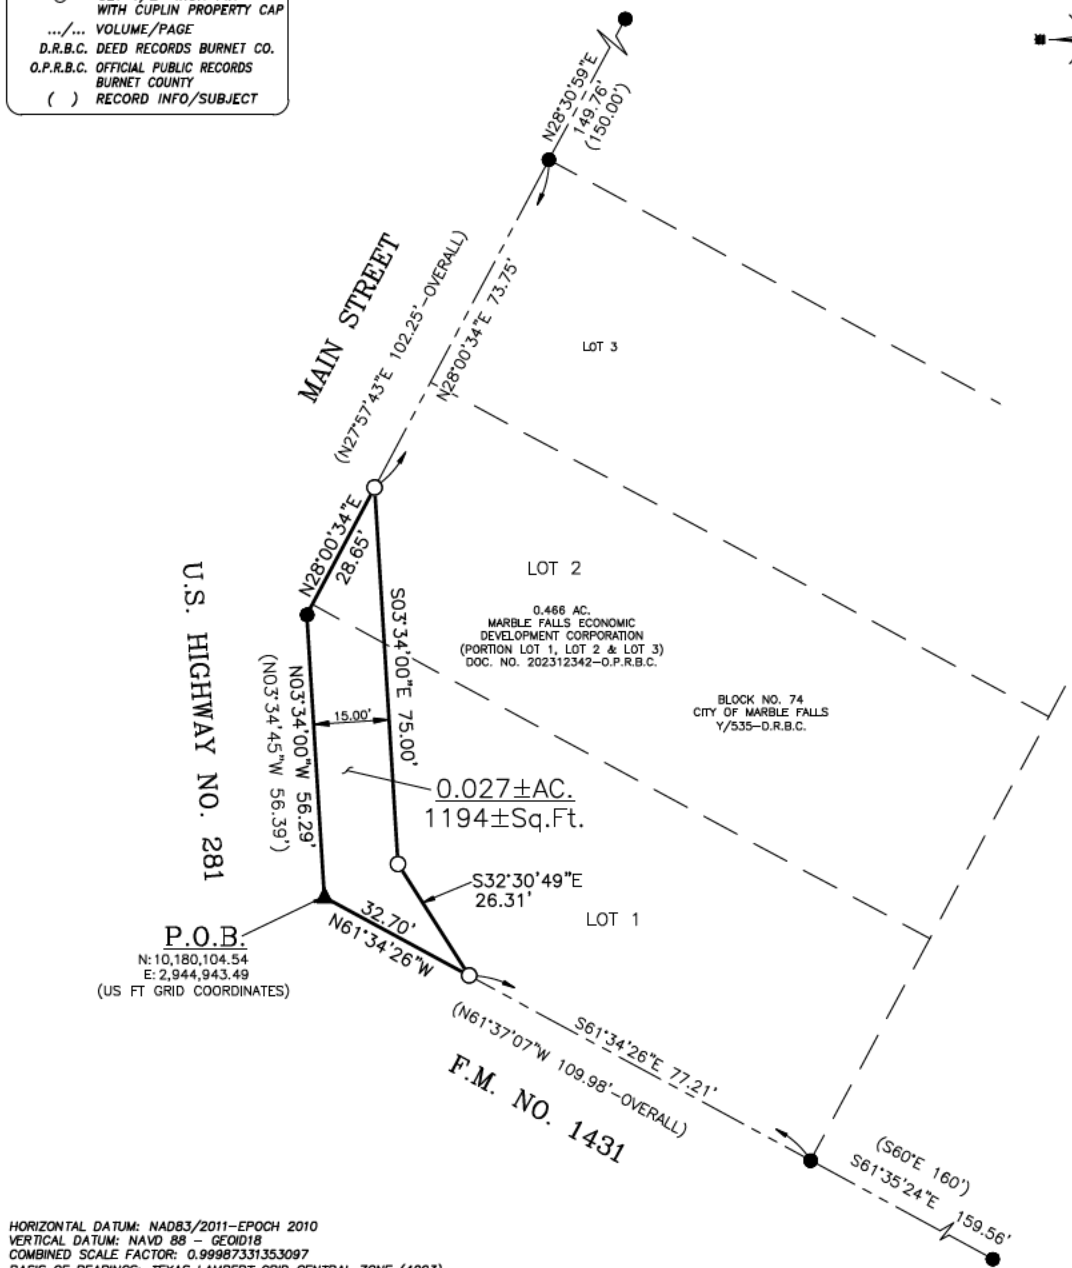 WITH CUPLIN PROPERTY CAP
.../... VOLUME/PAGE
D.R.B.C. DEED RECORDS BURNET CO.
O.P.R.B.C. OFFICIAL PUBLIC RECORDS
BURNET COUNTY
( ) RECORD INFO/SUBJECT
N28°30'59"E
149.76'
(150.00')
MAIN STREET
(N27°57'43"E 102.25'-OVERALL)
N28°00'34"E 73.75'
LOT 3
N28°00'34"E
28.65'
LOT 2
0.466 AC.
MARBLE FALLS ECONOMIC
DEVELOPMENT CORPORATION
(PORTION LOT 1, LOT 2 & LOT 3)
DOC. NO. 202312342-O.P.R.B.C.
U.S. HIGHWAY NO. 281
(N03°34'45"W 56.39')
N03°34'00"W 56.29'
15.00'
S03°34'00"E 75.00'
BLOCK NO. 74
CITY OF MARBLE FALLS
Y/535-D.R.B.C.
0.027±AC.
1194±Sq.Ft.
S32°30'49"E
26.31'
LOT 1
32.70'
N61°34'26"W
P.O.B.
N: 10,180,104.54
E: 2,944,943.49
(US FT GRID COORDINATES)
S61°34'26"E 77.21'
(N61°37'07"W 109.98'-OVERALL)
F.M. NO. 1431
(S60°E 160')
S61°35'24"E 159.56'
HORIZONTAL DATUM: NAD83/2011-EPOCH 2010
VERTICAL DATUM: NAVD 88 - GEOID18
COMBINED SCALE FACTOR: 0.99987331353097